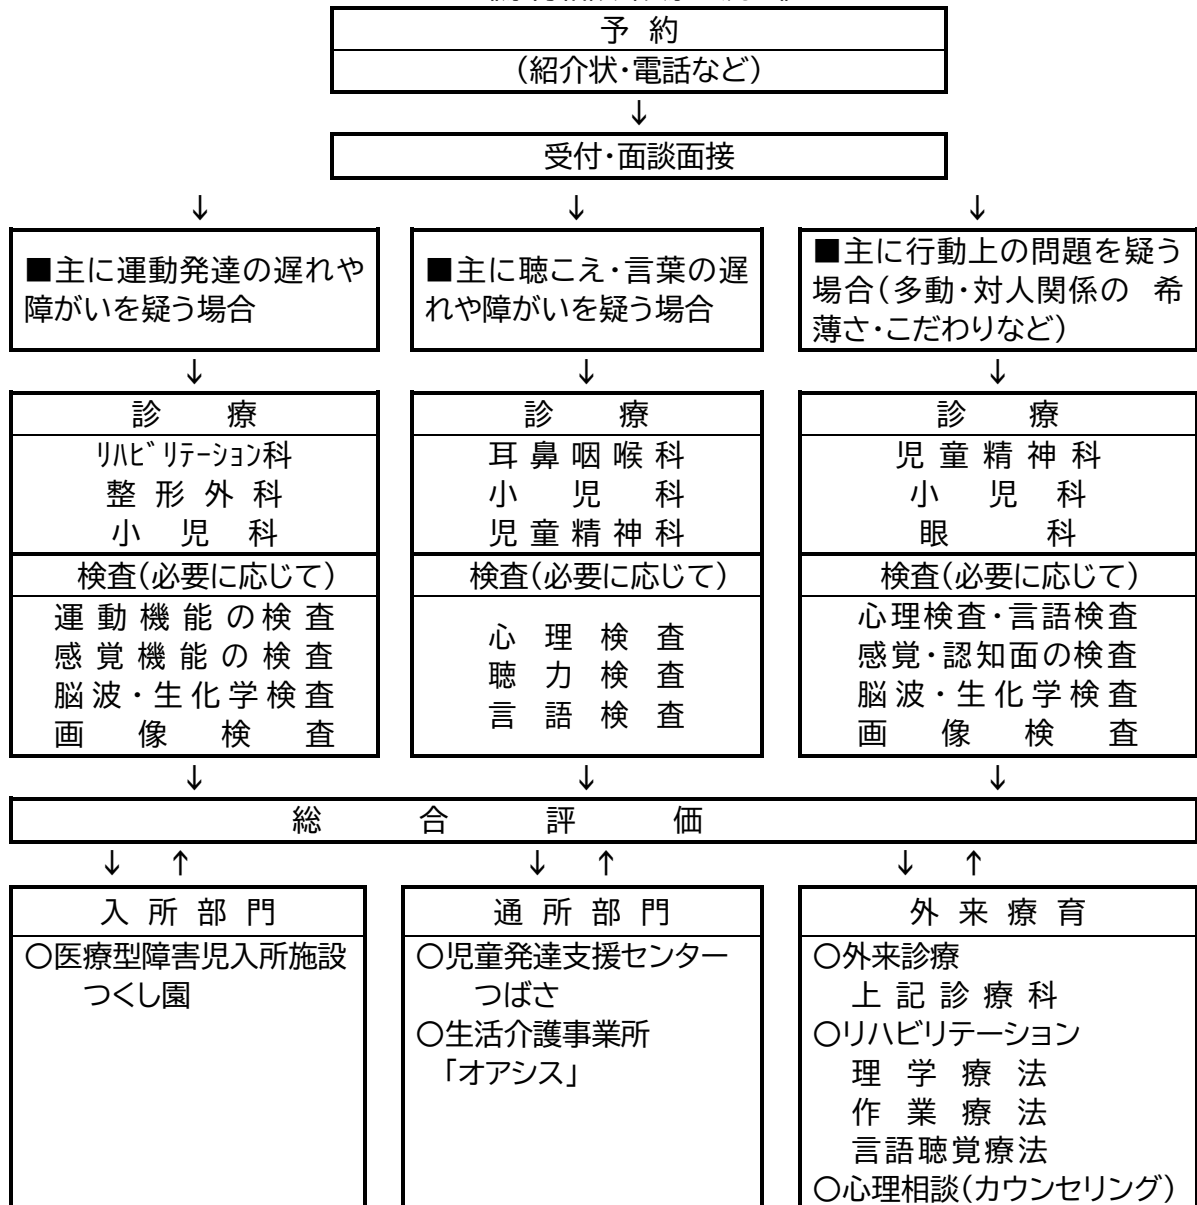 予 約
（紹介状・電話など）
↓
受付・面談面接
↓ ↓ ↓
■主に運動発達の遅れや
障がいを疑う場合
■主に聴こえ・言葉の遅
れや障がいを疑う場合
■主に行動上の問題を疑う
場合（多動・対人関係の 希
薄さ・こだわりなど）
↓ ↓ ↓
診 療
ﾘﾊﾋﾞﾘﾃｰｼｮﾝ科
整 形 外 科
小 児 科
検査（必要に応じて）
運 動 機 能 の 検 査
感 覚 機 能 の 検 査
脳 波 ・ 生 化 学 検 査
画 像 検 査
診 療
耳 鼻 咽 喉 科
小 児 科
児 童 精 神 科
検査（必要に応じて）
心 理 検 査
聴 力 検 査
言 語 検 査
診 療
児 童 精 神 科
小 児 科
眼 科
検査（必要に応じて）
心理検査・言語検査
感覚・認知面の検査
脳 波 ・ 生 化 学 検 査
画 像 検 査
↓ ↓ ↓
総 合 評 価
↓ ↑ ↓ ↑ ↓ ↑
入 所 部 門
○医療型障害児入所施設
つくし園
通 所 部 門
○児童発達支援センター
つばさ
○生活介護事業所
「オアシス」
外 来 療 育
○外来診療
上 記 診 療 科
○リハビリテーション
理 学 療 法
作 業 療 法
言語聴覚療法
○心理相談（カウンセリング）